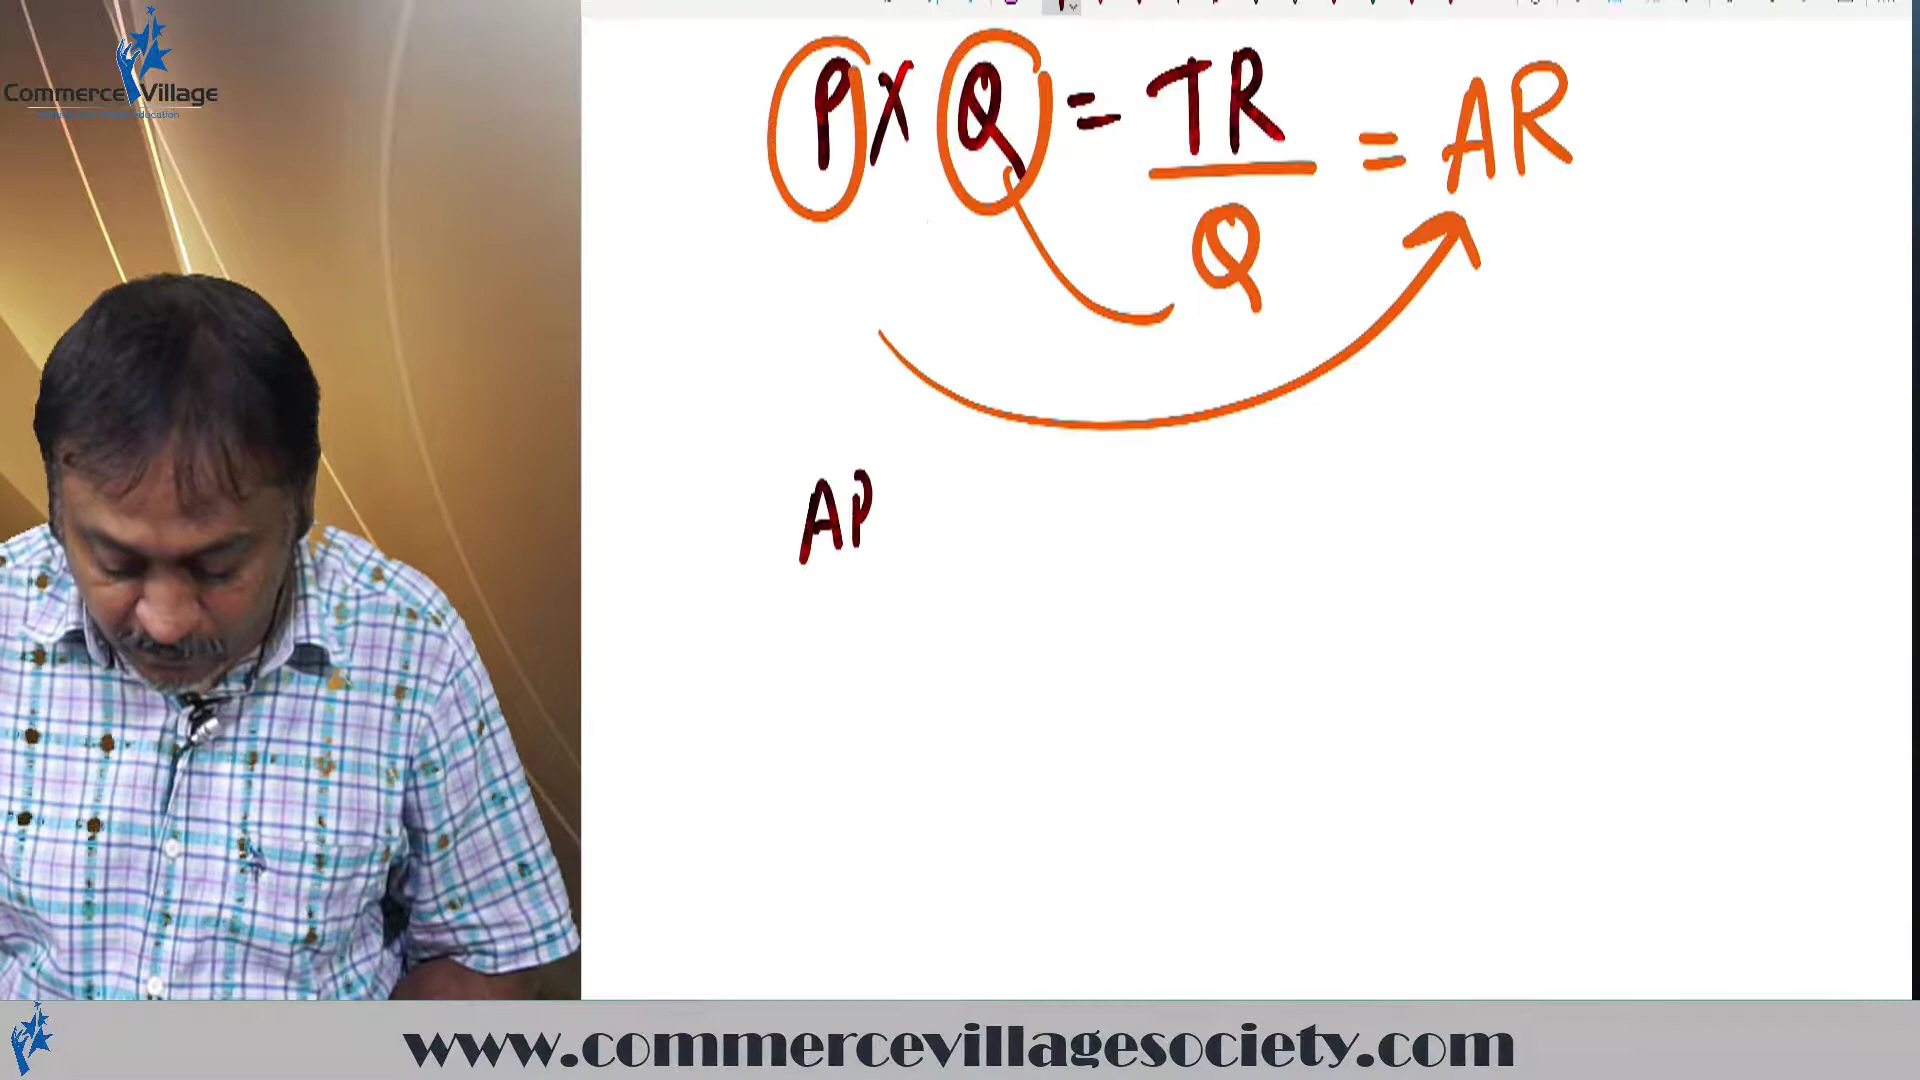 Commerce Village
P X Q = TR = AR
Q
AP
www.commercevillagesociety.com